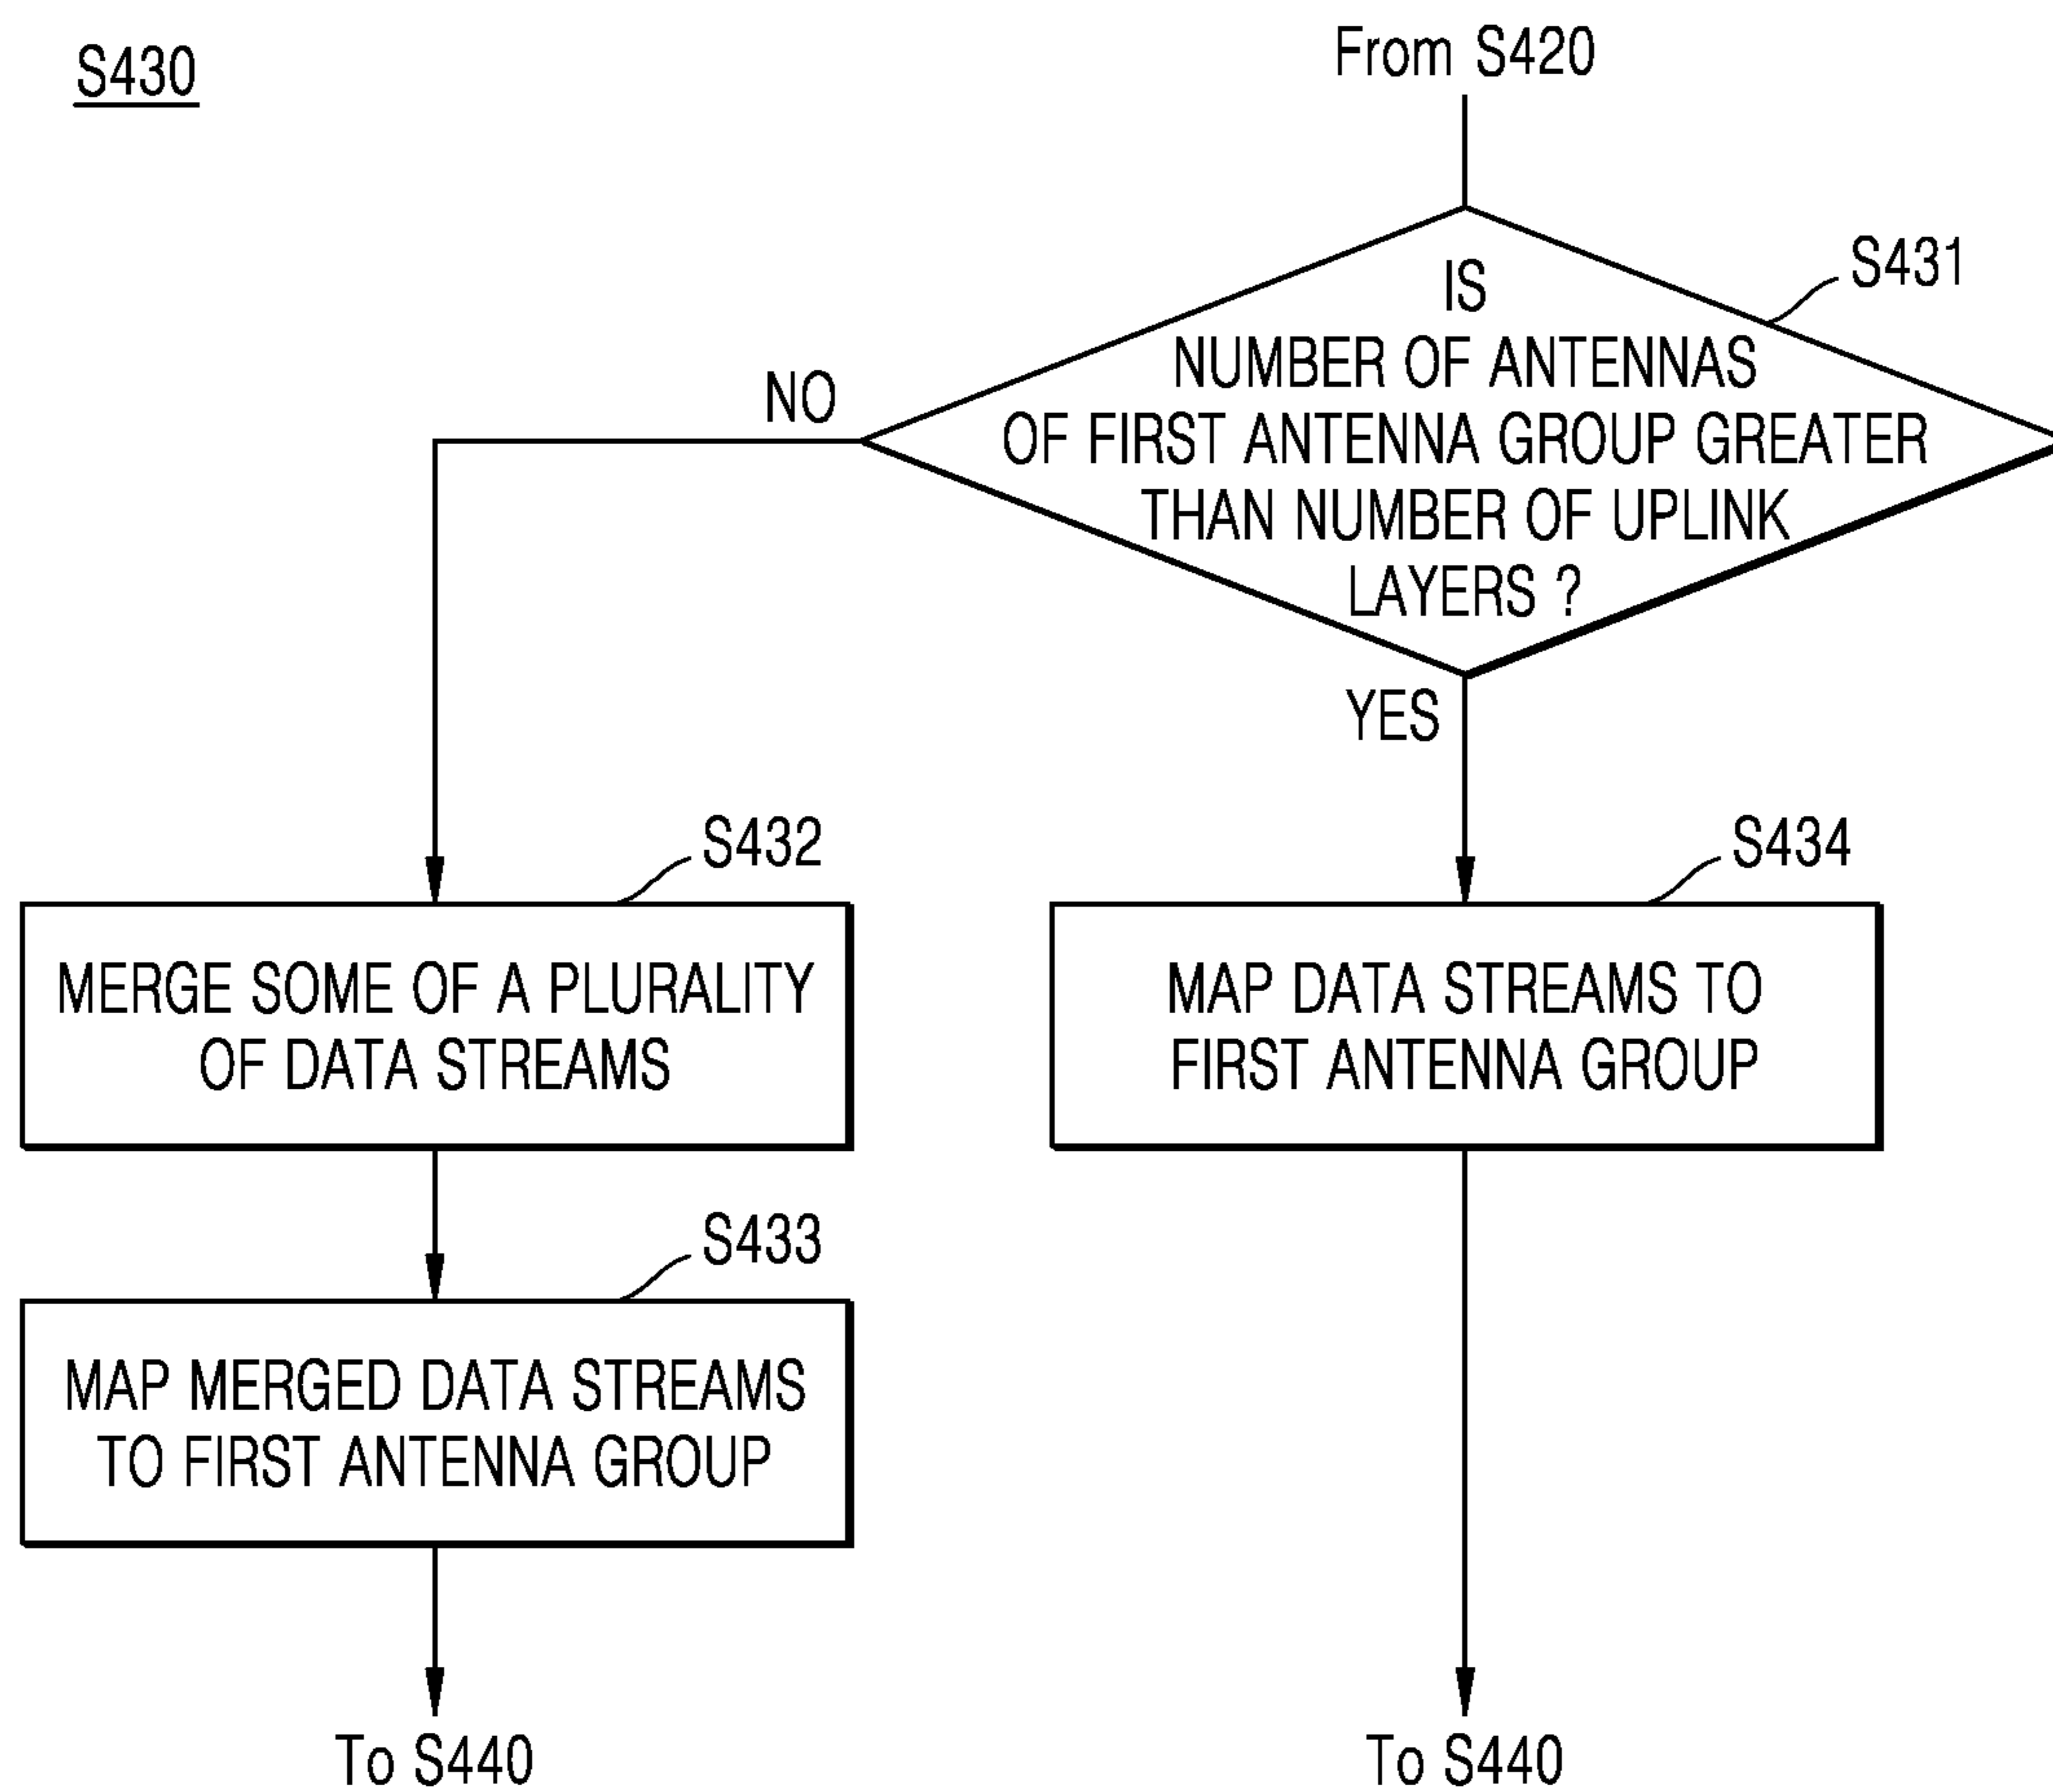 S430
From S420
S431
IS
NUMBER OF ANTENNAS
OF FIRST ANTENNA GROUP GREATER
THAN NUMBER OF UPLINK
LAYERS ?
NO
YES
S432
MERGE SOME OF A PLURALITY
OF DATA STREAMS
S434
MAP DATA STREAMS TO
FIRST ANTENNA GROUP
S433
MAP MERGED DATA STREAMS
TO FIRST ANTENNA GROUP
To S440
To S440